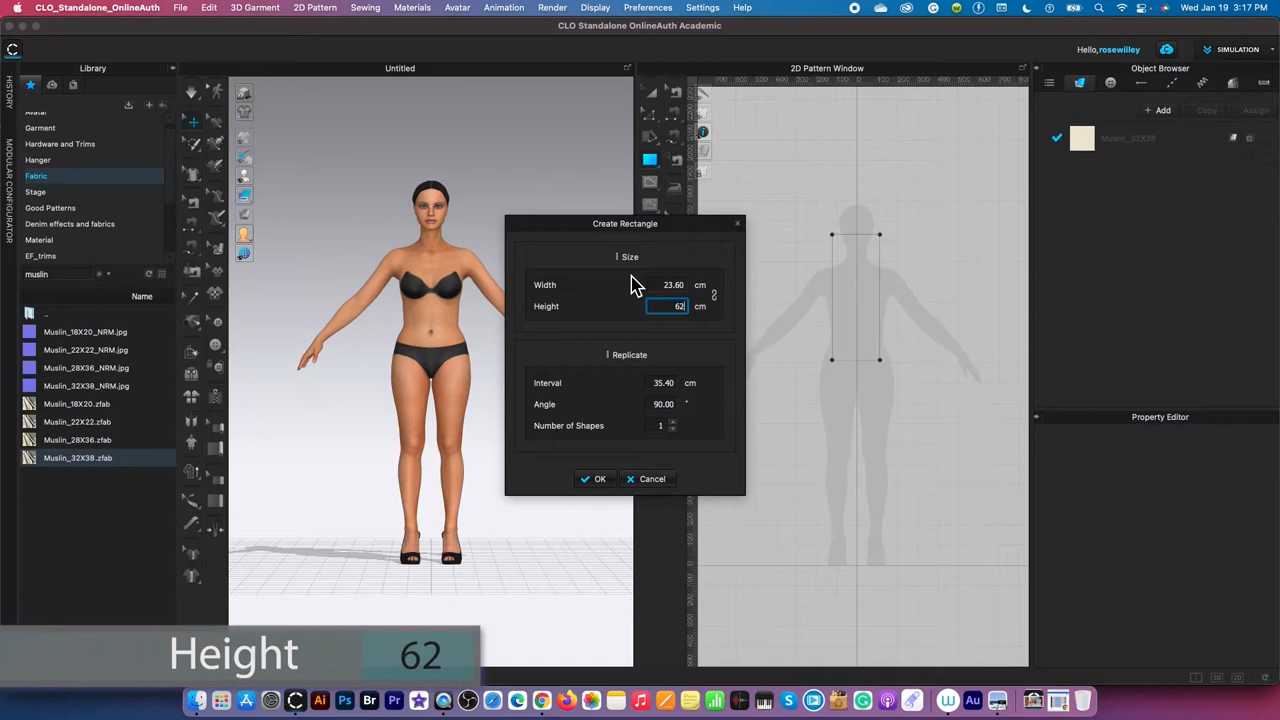 CLO_Standalone_OnlineAuth File Edit 3D Garment 2D Pattern Sewing Materials Avatar Animation Render Display Preferences Settings Help Wed Jan 19 3:17 PM
CLO Standalone OnlineAuth Academic
Hello, rosewilley SIMULATION
Library Untitled 2D Pattern Window Object Browser
HISTORY
MODULAR CONFIGURATOR
Avatar
Garment
Hardware and Trims
Hanger
Fabric
Stage
Good Patterns
Denim effects and fabrics
Material
EF_trims
muslin
Name
..
Muslin_18X20_NRM.jpg
Muslin_22X22_NRM.jpg
Muslin_28X36_NRM.jpg
Muslin_32X38_NRM.jpg
Muslin_18X20.zfab
Muslin_22X22.zfab
Muslin_28X36.zfab
Muslin_32X38.zfab
Create Rectangle
Size
Width 23.60 cm
Height 62 cm
Replicate
Interval 35.40 cm
Angle 90.00 °
Number of Shapes 1
OK Cancel
+ Add Copy Assign
Muslin_32X38
Property Editor
Height 62